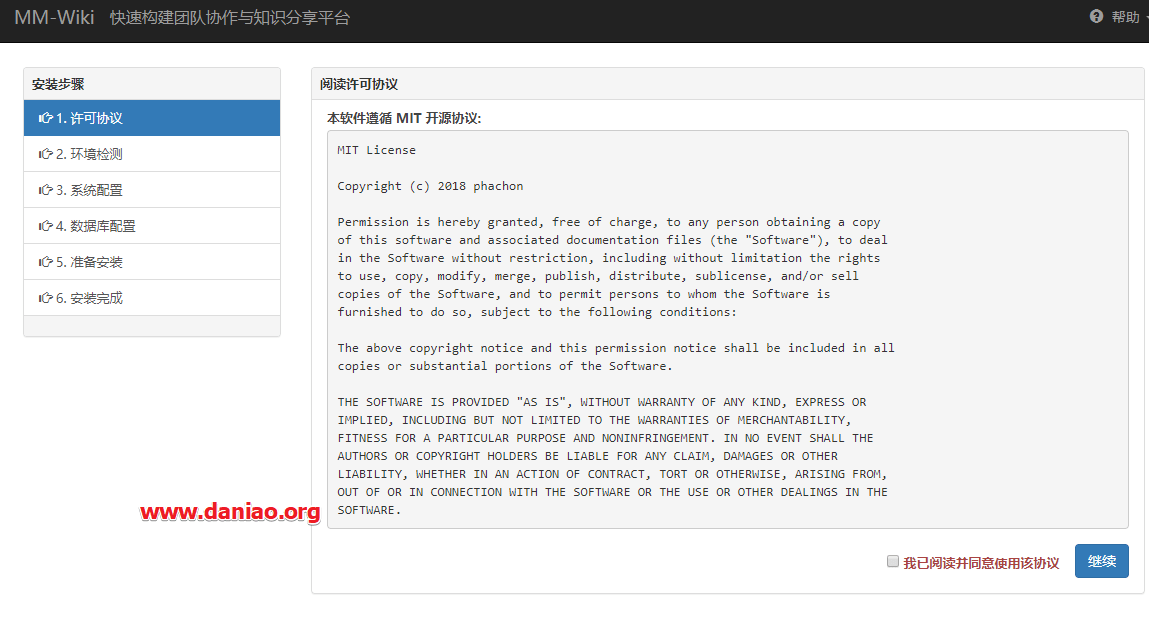 MM-Wiki 快速构建团队协作与知识分享平台
帮助
安装步骤
1. 许可协议
2. 环境检测
3. 系统配置
4. 数据库配置
5. 准备安装
6. 安装完成
阅读许可协议
本软件遵循 MIT 开源协议:
MIT License
Copyright (c) 2018 phachon
Permission is hereby granted, free of charge, to any person obtaining a copy
of this software and associated documentation files (the "Software"), to deal
in the Software without restriction, including without limitation the rights
to use, copy, modify, merge, publish, distribute, sublicense, and/or sell
copies of the Software, and to permit persons to whom the Software is
furnished to do so, subject to the following conditions:
The above copyright notice and this permission notice shall be included in all
copies or substantial portions of the Software.
THE SOFTWARE IS PROVIDED "AS IS", WITHOUT WARRANTY OF ANY KIND, EXPRESS OR
IMPLIED, INCLUDING BUT NOT LIMITED TO THE WARRANTIES OF MERCHANTABILITY,
FITNESS FOR A PARTICULAR PURPOSE AND NONINFRINGEMENT. IN NO EVENT SHALL THE
AUTHORS OR COPYRIGHT HOLDERS BE LIABLE FOR ANY CLAIM, DAMAGES OR OTHER
LIABILITY, WHETHER IN AN ACTION OF CONTRACT, TORT OR OTHERWISE, ARISING FROM,
OUT OF OR IN CONNECTION WITH THE SOFTWARE OR THE USE OR OTHER DEALINGS IN THE
SOFTWARE.
www.daniao.org
我已阅读并同意使用该协议
继续